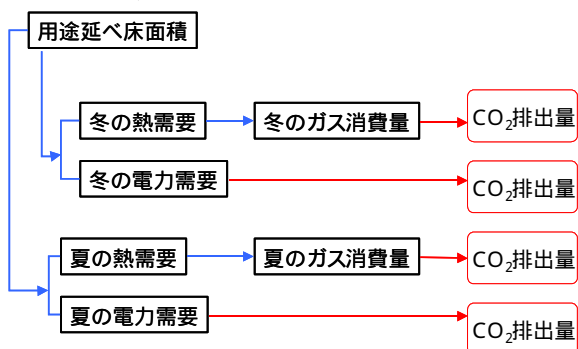 用途延べ床面積
冬の熱需要
冬のガス消費量
CO2排出量
冬の電力需要
CO2排出量
夏の熱需要
夏のガス消費量
CO2排出量
夏の電力需要
CO2排出量